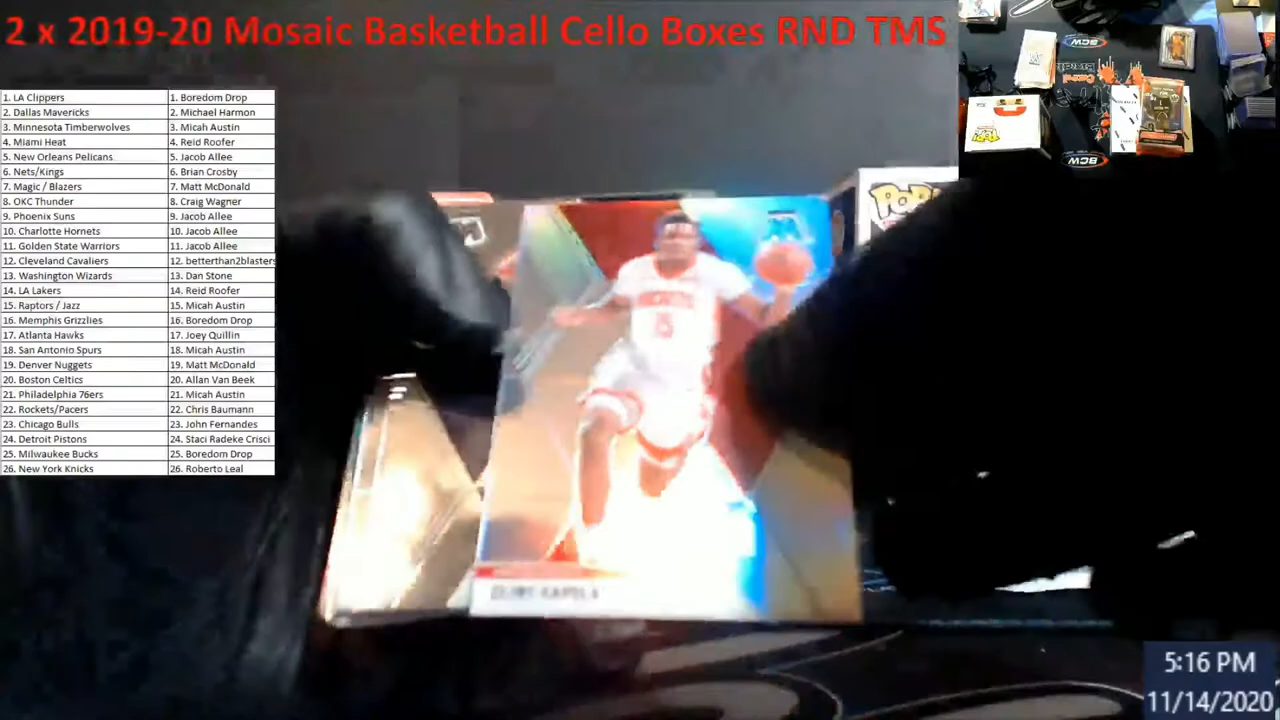 2 x 2019-20 Mosaic Basketball Cello Boxes RND TMS
1. LA Clippers 1. Boredom Drop
2. Dallas Mavericks 2. Michael Harmon
3. Minnesota Timberwolves 3. Micah Austin
4. Miami Heat 4. Reid Roofer
5. New Orleans Pelicans 5. Jacob Allee
6. Nets/Kings 6. Brian Crosby
7. Magic / Blazers 7. Matt McDonald
8. OKC Thunder 8. Craig Wagner
9. Phoenix Suns 9. Jacob Allee
10. Charlotte Hornets 10. Jacob Allee
11. Golden State Warriors 11. Jacob Allee
12. Cleveland Cavaliers 12. betterthan2blasters
13. Washington Wizards 13. Dan Stone
14. LA Lakers 14. Reid Roofer
15. Raptors / Jazz 15. Micah Austin
16. Memphis Grizzlies 16. Boredom Drop
17. Atlanta Hawks 17. Joey Quillin
18. San Antonio Spurs 18. Micah Austin
19. Denver Nuggets 19. Matt McDonald
20. Boston Celtics 20. Allan Van Beek
21. Philadelphia 76ers 21. Micah Austin
22. Rockets/Pacers 22. Chris Baumann
23. Chicago Bulls 23. John Fernandes
24. Detroit Pistons 24. Staci Radeke Crisci
25. Milwaukee Bucks 25. Boredom Drop
26. New York Knicks 26. Roberto Leal
BCW
BCW
POP!
CLINT CAPELA
5:16 PM
11/14/2020